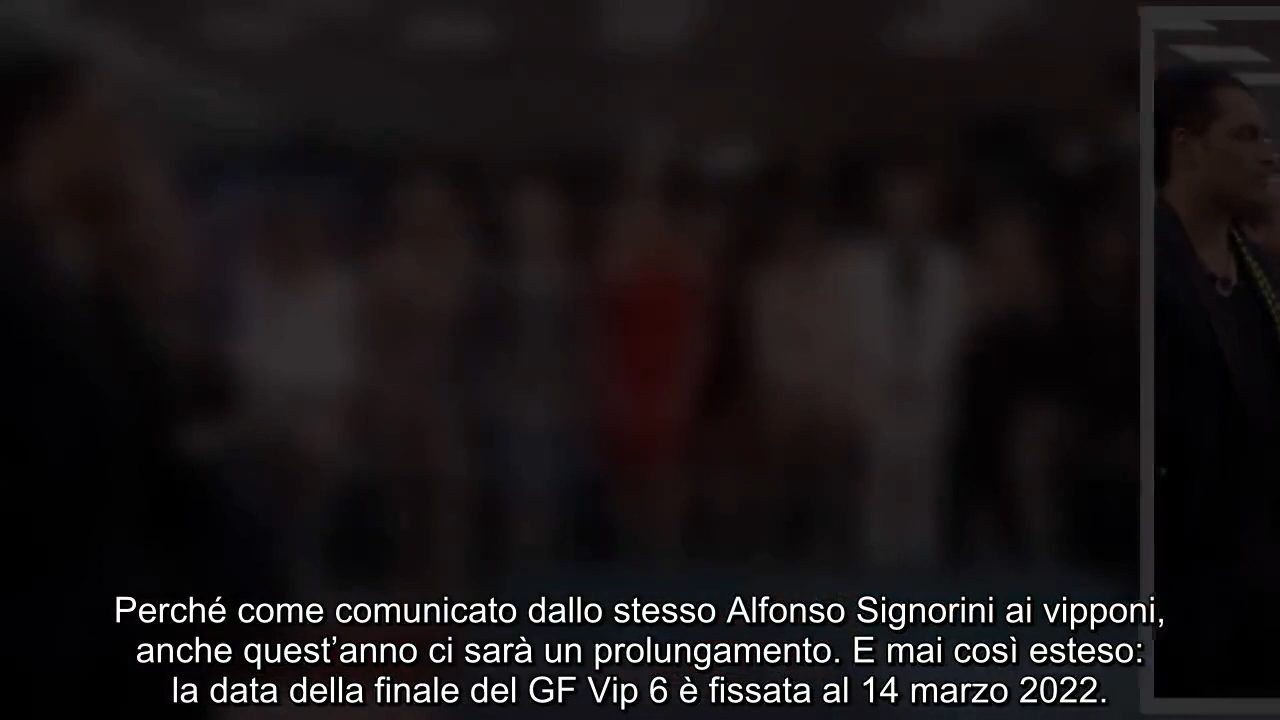 Perché come comunicato dallo stesso Alfonso Signorini ai vipponi,
anche quest’anno ci sarà un prolungamento. E mai così esteso:
la data della finale del GF Vip 6 è fissata al 14 marzo 2022.